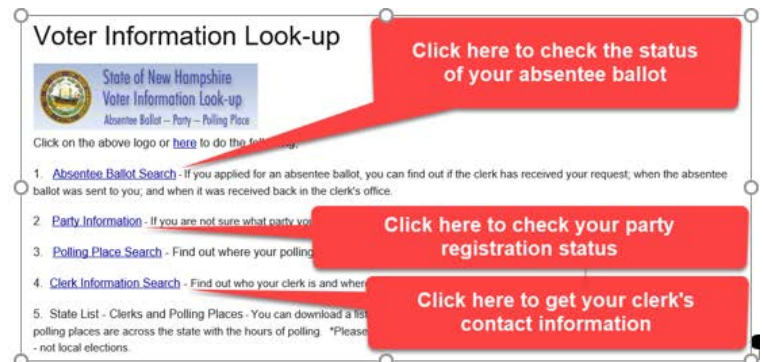 Voter Information Look-up
Click here to check the status
of your absentee ballot
State of New Hampshire
Voter Information Look-up
Absentee Ballot – Party – Polling Place
Click on the above logo or here to do the following;
1. Absentee Ballot Search - If you applied for an absentee ballot, you can find out if the clerk has received your request; when the absentee
ballot was sent to you; and when it was received back in the clerk's office.
2 Party Information - If you are not sure what party
Click here to check your party
registration status
3. Polling Place Search - Find out where your polling
4. Clerk Information Search - Find out who your clerk is and where
Click here to get your clerk's
contact information
5. State List - Clerks and Polling Places - You can download a list
polling places are across the state with the hours of polling. *Please
- not local elections.